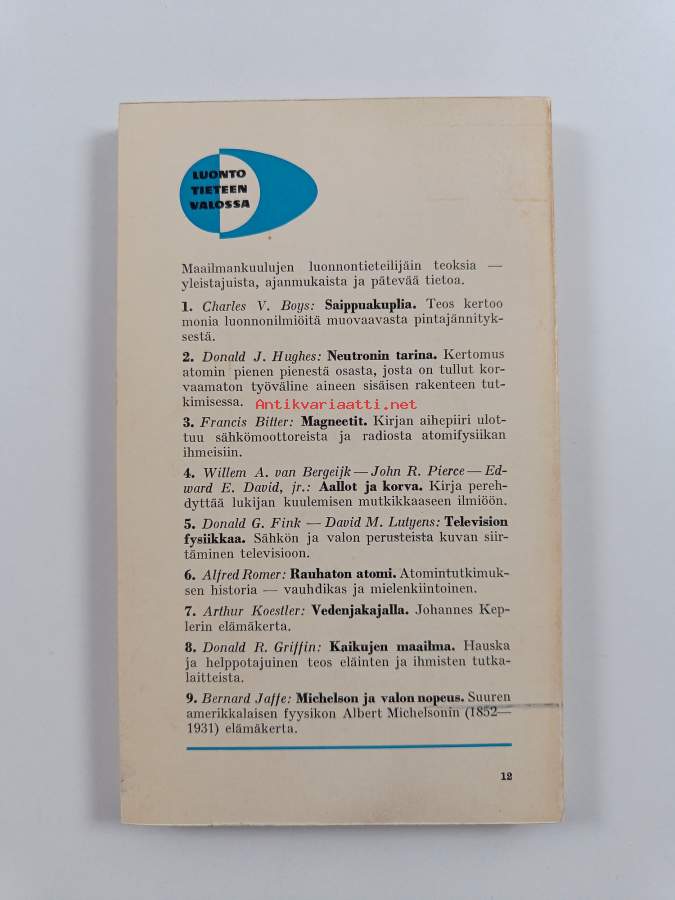 LUONTO
TIETEEN
VALOSSA
Maailmankuulujen luonnontieteilijäin teoksia —
yleistajuista, ajanmukaista ja pätevää tietoa.
1. Charles V. Boys: Saippuakuplia. Teos kertoo
monia luonnonilmiöitä muovaavasta pintajännityk-
sestä.
2. Donald J. Hughes: Neutronin tarina. Kertomus
atomin pienen pienestä osasta, josta on tullut kor-
vaamaton työväline aineen sisäisen rakenteen tut-
kimisessa.
Antikvariaatti.net
3. Francis Bitter: Magneetit. Kirjan aihepiiri ulot-
tuu sähkömoottoreista ja radiosta atomifysiikan
ihmeisiin.
4. Willem A. van Bergeijk — John R. Pierce — Ed-
ward E. David, jr.: Aallot ja korva. Kirja pereh-
dyttää lukijan kuulemisen mutkikkaaseen ilmiöön.
5. Donald G. Fink — David M. Lutyens: Television
fysiikkaa. Sähkön ja valon perusteista kuvan siir-
täminen televisioon.
6. Alfred Romer: Rauhaton atomi. Atomintutkimuk-
sen historia — vauhdikas ja mielenkiintoinen.
7. Arthur Koestler: Vedenjakajalla. Johannes Kep-
lerin elämäkerta.
8. Donald R. Griffin: Kaikujen maailma. Hauska
ja helppotajuinen teos eläinten ja ihmisten tutka-
laitteista.
9. Bernard Jaffe: Michelson ja valon nopeus. Suuren
amerikkalaisen fyysikon Albert Michelsonin (1852—
1931) elämäkerta.
12